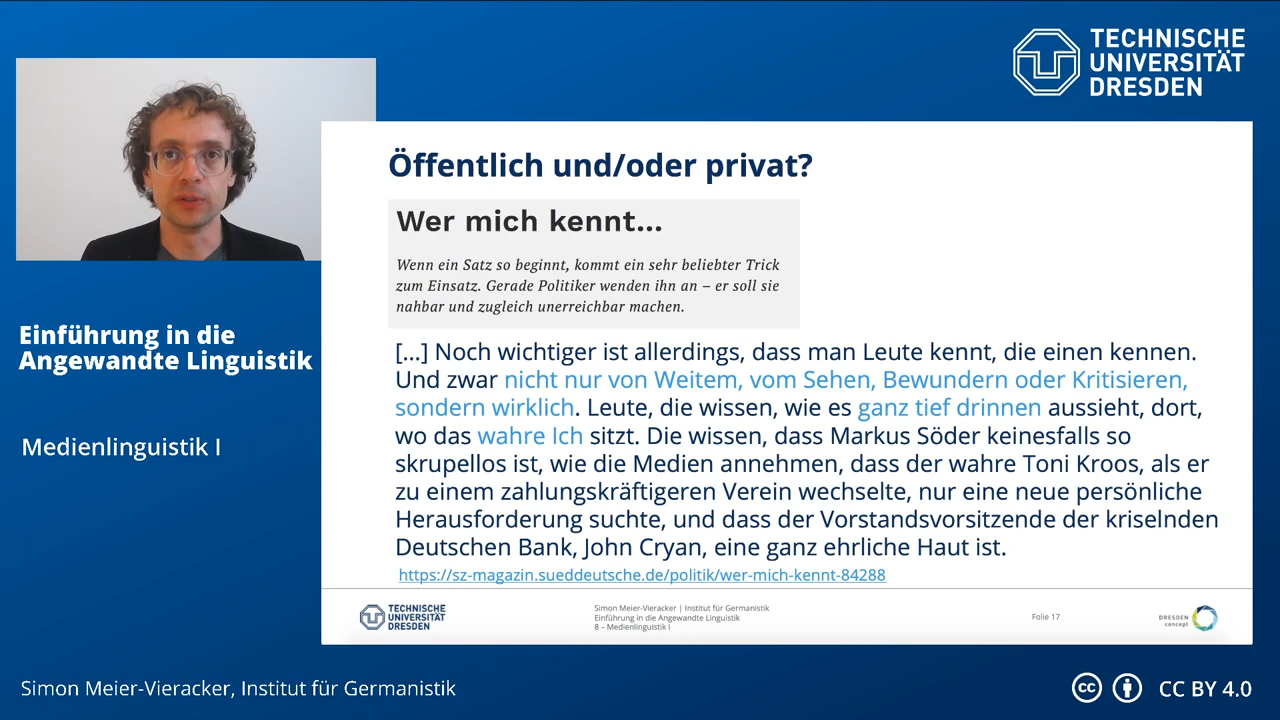 TECHNISCHE
UNIVERSITÄT
DRESDEN
Öffentlich und/oder privat?
Wer mich kennt...
Wenn ein Satz so beginnt, kommt ein sehr beliebter Trick
zum Einsatz. Gerade Politiker wenden ihn an – er soll sie
nahbar und zugleich unerreichbar machen.
Einführung in die
Angewandte Linguistik
Medienlinguistik I
[...] Noch wichtiger ist allerdings, dass man Leute kennt, die einen kennen.
Und zwar nicht nur von Weitem, vom Sehen, Bewundern oder Kritisieren,
sondern wirklich. Leute, die wissen, wie es ganz tief drinnen aussieht, dort,
wo das wahre Ich sitzt. Die wissen, dass Markus Söder keinesfalls so
skrupellos ist, wie die Medien annehmen, dass der wahre Toni Kroos, als er
zu einem zahlungskräftigeren Verein wechselte, nur eine neue persönliche
Herausforderung suchte, und dass der Vorstandsvorsitzende der kriselnden
Deutschen Bank, John Cryan, eine ganz ehrliche Haut ist.
https://sz-magazin.sueddeutsche.de/politik/wer-mich-kennt-84288
TECHNISCHE
UNIVERSITÄT
DRESDEN
Simon Meier-Vieracker | Institut für Germanistik
Einführung in die Angewandte Linguistik
8 – Medienlinguistik I
Folie 17
DRESDEN
concept
Simon Meier-Vieracker, Institut für Germanistik
cc
CC BY 4.0